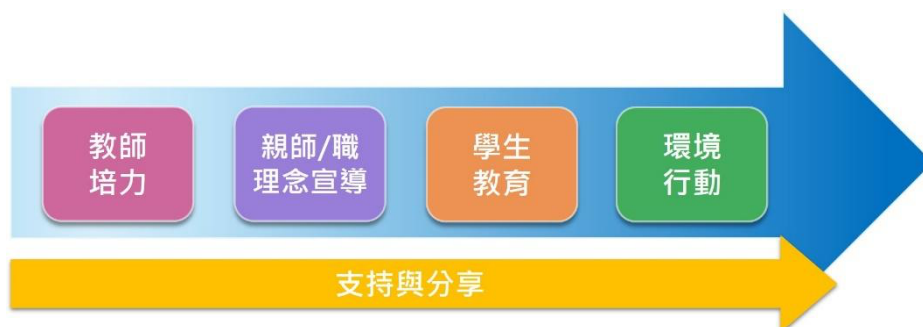 教師
培力
親師/職
理念宣導
學生
教育
環境
行動
支持與分享